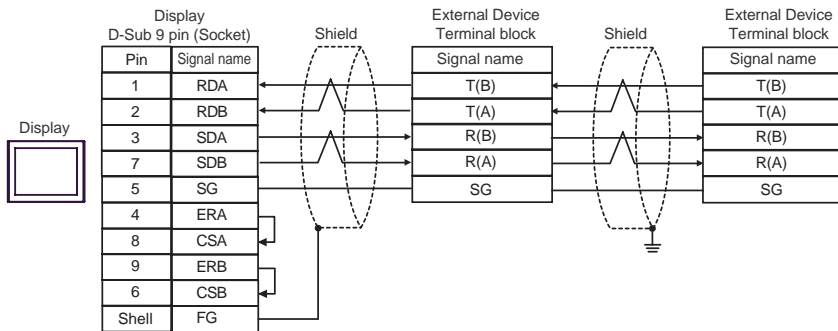 Display
D-Sub 9 pin (Socket)
Shield
External Device
Terminal block
Shield
External Device
Terminal block
Pin Signal name
Signal name
Signal name
1 RDA T(B) T(B)
2 RDB T(A) T(A)
Display
3 SDA R(B) R(B)
7 SDB R(A) R(A)
5 SG SG SG
4 ERA
8 CSA
9 ERB
6 CSB
Shell FG